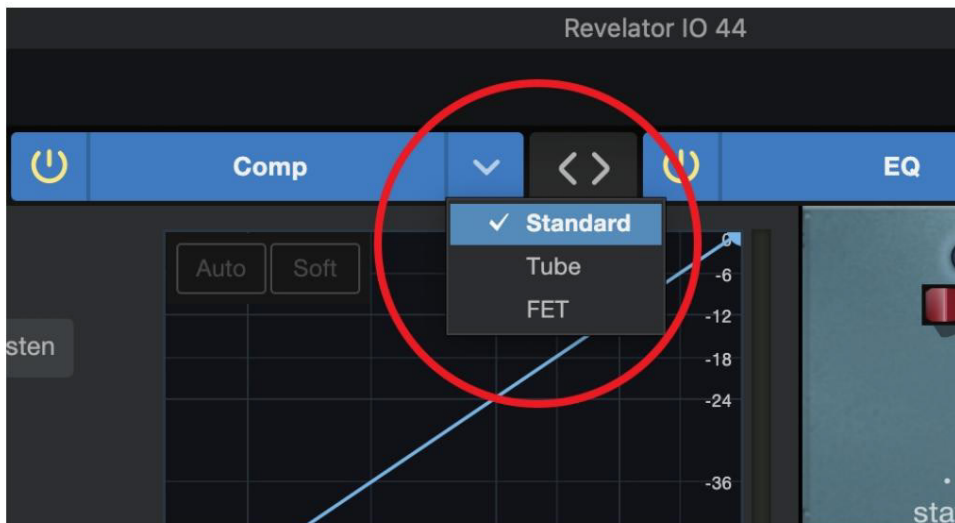 Revelator IO 44
Comp
EQ
Standard
Tube
FET
Auto Soft
0
-6
-12
-18
-24
-36
sten
sta